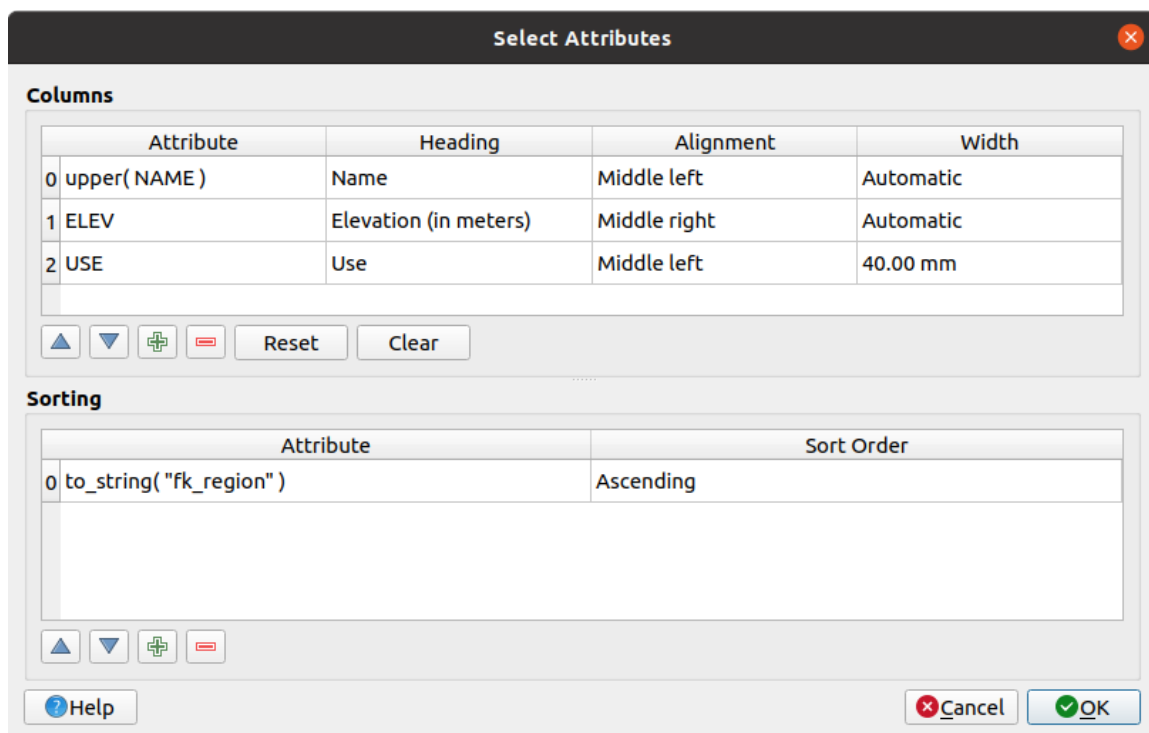 Select Attributes
Columns
Attribute Heading Alignment Width
0 upper( NAME ) Name Middle left Automatic
1 ELEV Elevation (in meters) Middle right Automatic
2 USE Use Middle left 40.00 mm
Reset Clear
Sorting
Attribute Sort Order
0 to_string( "fk_region" ) Ascending
Help Cancel OK